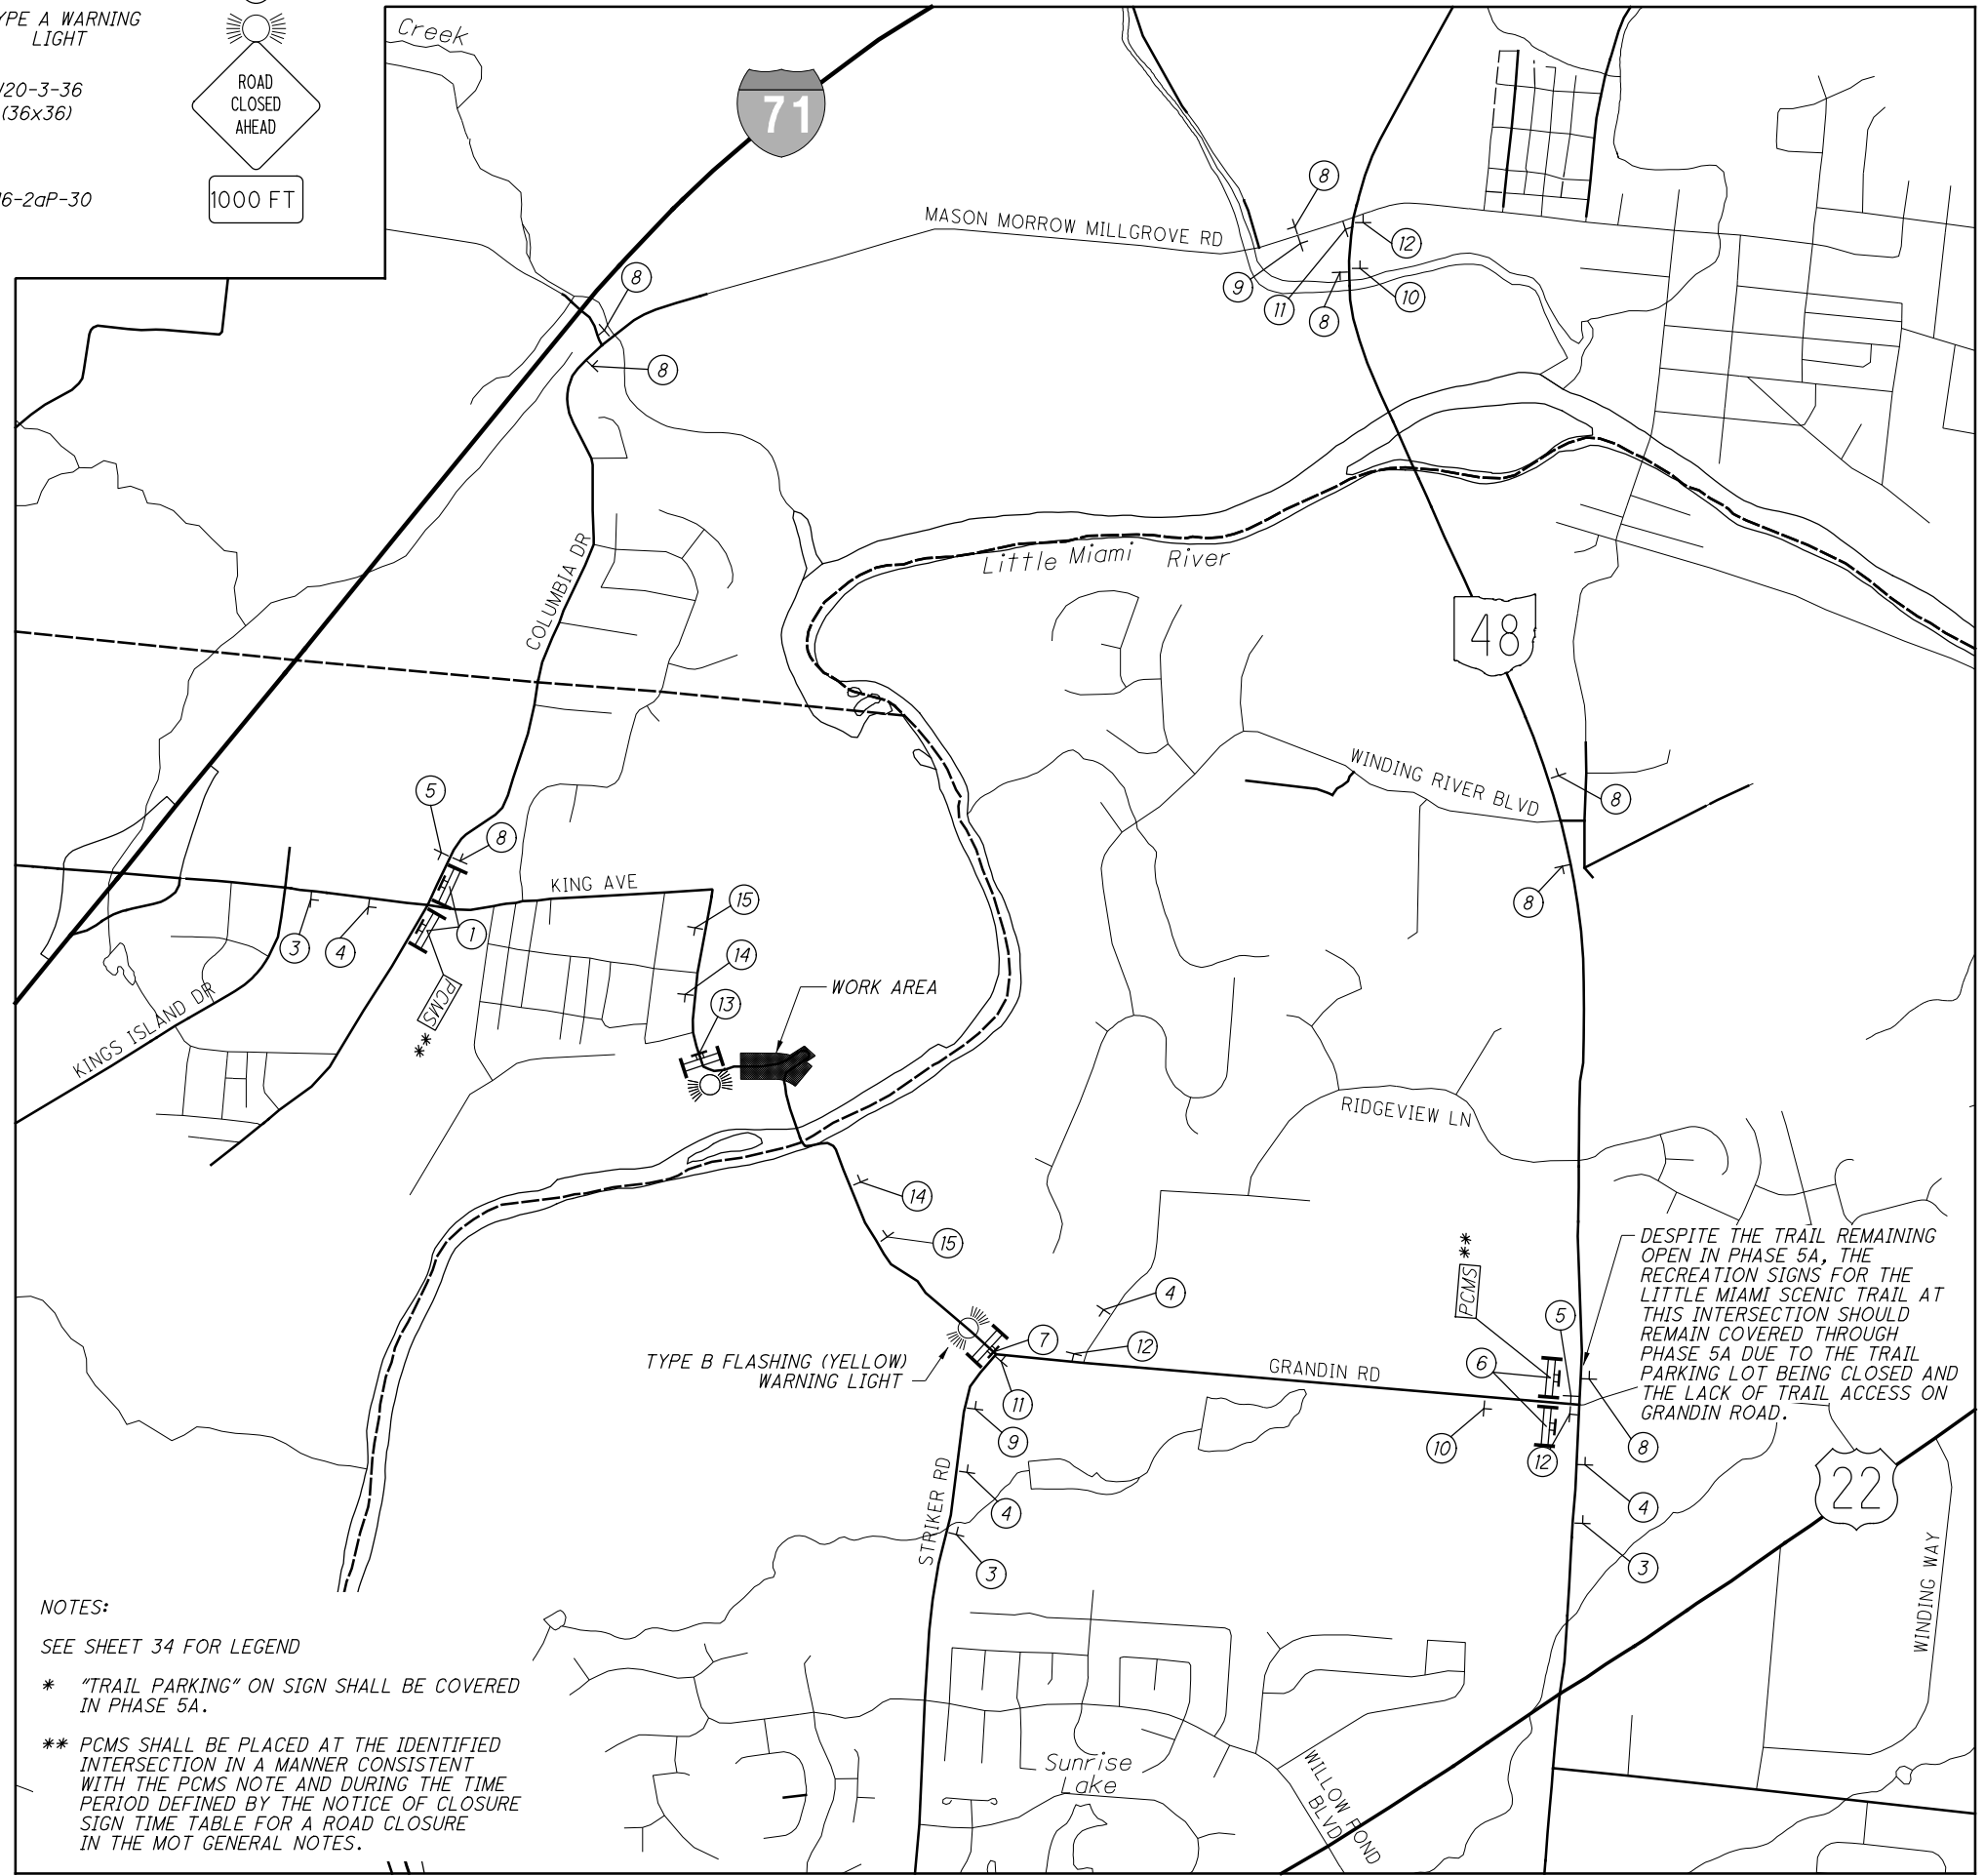 YPE A WARNING
LIGHT
20-3-36
(36x36)
6-2aP-30
ROAD
CLOSED
AHEAD
1000 FT
Creek
71
MASON MORROW MILLGROVE RD
8
12
9
11
8
10
8
8
COLUMBIA DR
Little Miami River
48
WINDING RIVER BLVD
8
8
5
8
KING AVE
15
3
4
1
14
PCMS
**
13
WORK AREA
KINGS ISLAND DR
RIDGEVIEW LN
14
15
4
12
7
TYPE B FLASHING (YELLOW)
WARNING LIGHT
GRANDIN RD
**
PCMS
5
6
DESPITE THE TRAIL REMAINING
OPEN IN PHASE 5A, THE
RECREATION SIGNS FOR THE
LITTLE MIAMI SCENIC TRAIL AT
THIS INTERSECTION SHOULD
REMAIN COVERED THROUGH
PHASE 5A DUE TO THE TRAIL
PARKING LOT BEING CLOSED AND
THE LACK OF TRAIL ACCESS ON
GRANDIN ROAD.
11
9
10
12
8
4
3
4
3
STRIKER RD
22
WINDING WAY
Sunrise
Lake
WILLOW POND
BLVD
NOTES:
SEE SHEET 34 FOR LEGEND
* "TRAIL PARKING" ON SIGN SHALL BE COVERED
IN PHASE 5A.
** PCMS SHALL BE PLACED AT THE IDENTIFIED
INTERSECTION IN A MANNER CONSISTENT
WITH THE PCMS NOTE AND DURING THE TIME
PERIOD DEFINED BY THE NOTICE OF CLOSURE
SIGN TIME TABLE FOR A ROAD CLOSURE
IN THE MOT GENERAL NOTES.